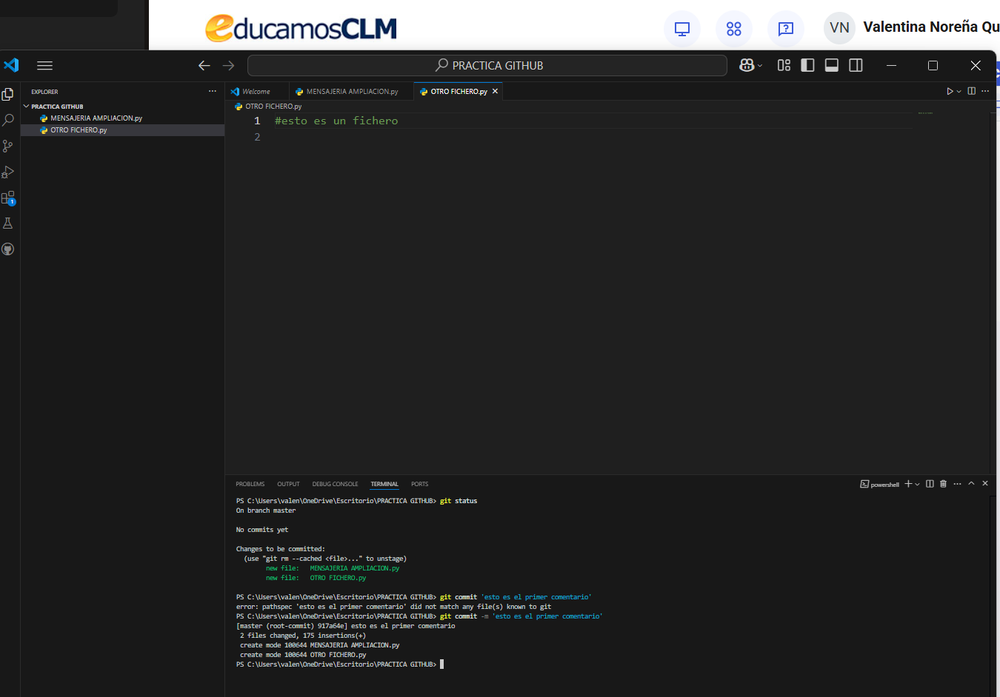 educamosCLM
VN Valentina Noreña Qu
PRACTICA GITHUB
EXPLORER
PRACTICA GITHUB
MENSAJERIA AMPLIACION.py
OTRO FICHERO.py
1
Welcome
MENSAJERIA AMPLIACION.py
OTRO FICHERO.py
OTRO FICHERO.py
1 #esto es un fichero
2
PROBLEMS OUTPUT DEBUG CONSOLE TERMINAL PORTS
powershell
PS C:\Users\valen\OneDrive\Escritorio\PRACTICA GITHUB> git status
On branch master
No commits yet
Changes to be committed:
(use "git rm --cached <file>..." to unstage)
new file: MENSAJERIA AMPLIACION.py
new file: OTRO FICHERO.py
PS C:\Users\valen\OneDrive\Escritorio\PRACTICA GITHUB> git commit 'esto es el primer comentario'
error: pathspec 'esto es el primer comentario' did not match any file(s) known to git
PS C:\Users\valen\OneDrive\Escritorio\PRACTICA GITHUB> git commit -m 'esto es el primer comentario'
[master (root-commit) 917a64e] esto es el primer comentario
2 files changed, 175 insertions(+)
create mode 100644 MENSAJERIA AMPLIACION.py
create mode 100644 OTRO FICHERO.py
PS C:\Users\valen\OneDrive\Escritorio\PRACTICA GITHUB>